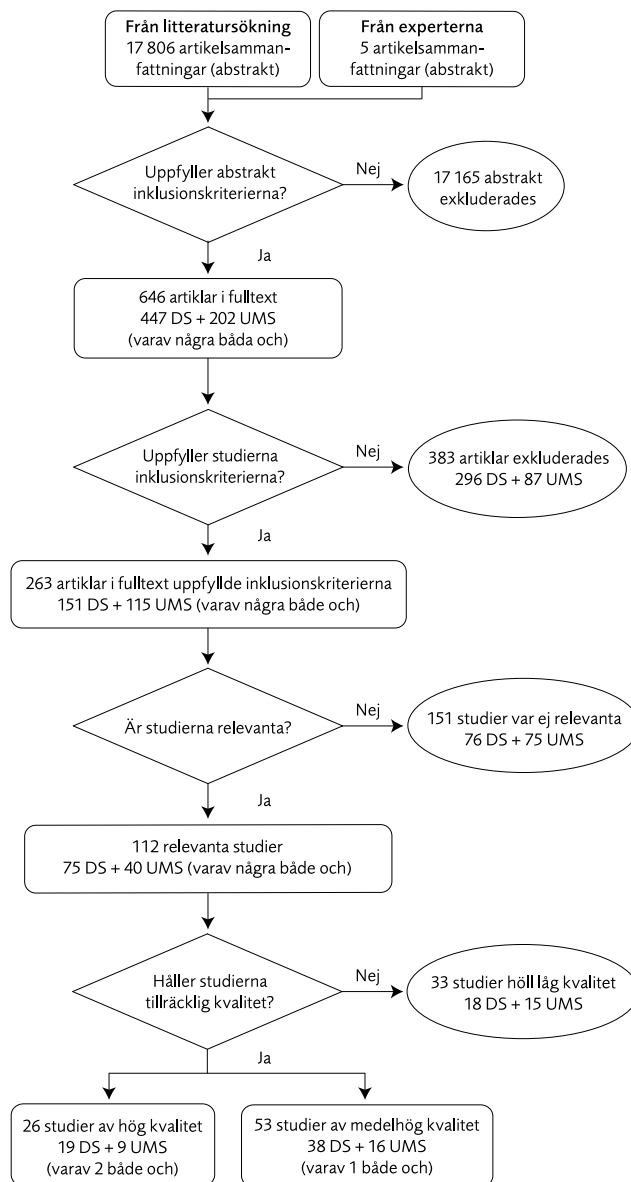 Från litteratursökning
17 806 artikelsamman-
fattningar (abstrakt)
Från experterna
5 artikelsamman-
fattningar (abstrakt)
Uppfyller abstrakt
inklusionskriterierna?
Nej
17 165 abstrakt
exkluderades
Ja
646 artiklar i fulltext
447 DS + 202 UMS
(varav några båda och)
Uppfyller studierna
inklusionskriterierna?
Nej
383 artiklar exkluderades
296 DS + 87 UMS
Ja
263 artiklar i fulltext uppfyllde inklusionskriterierna
151 DS + 115 UMS (varav några både och)
Är studierna relevanta?
Nej
151 studier var ej relevanta
76 DS + 75 UMS
Ja
112 relevanta studier
75 DS + 40 UMS (varav några både och)
Håller studierna
tillräcklig kvalitet?
Nej
33 studier höll låg kvalitet
18 DS + 15 UMS
Ja
26 studier av hög kvalitet
19 DS + 9 UMS
(varav 2 både och)
53 studier av medelhög kvalitet
38 DS + 16 UMS
(varav 1 både och)